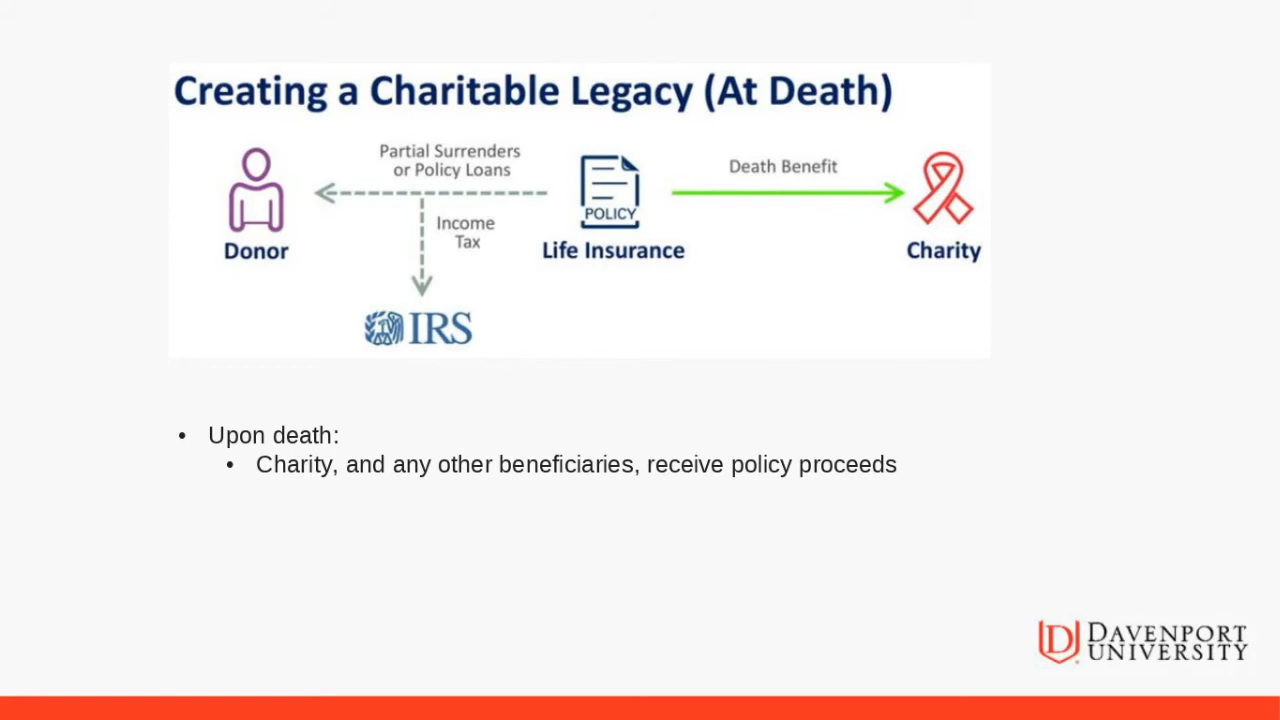 Creating a Charitable Legacy (At Death)
Partial Surrenders
or Policy Loans
Death Benefit
POLICY
Income
Tax
Donor
Life Insurance
Charity
IRS
• Upon death:
• Charity, and any other beneficiaries, receive policy proceeds
D
DAVENPORT
UNIVERSITY